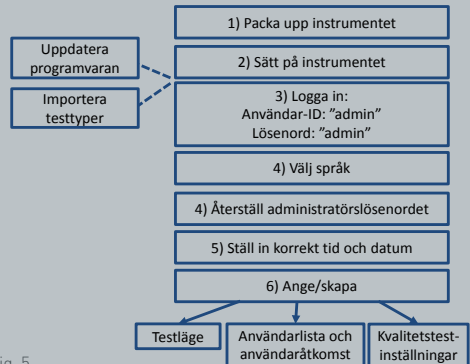 1) Packa upp instrumentet
Uppdatera
programvaran
2) Sätt på instrumentet
Importera
testtyper
3) Logga in:
Användar-ID: ”admin”
Lösenord: ”admin”
4) Välj språk
4) Återställ administratörslösenordet
5) Ställ in korrekt tid och datum
6) Ange/skapa
Testläge
Användarlista och
användaråtkomst
Kvalitetstest-
inställningar